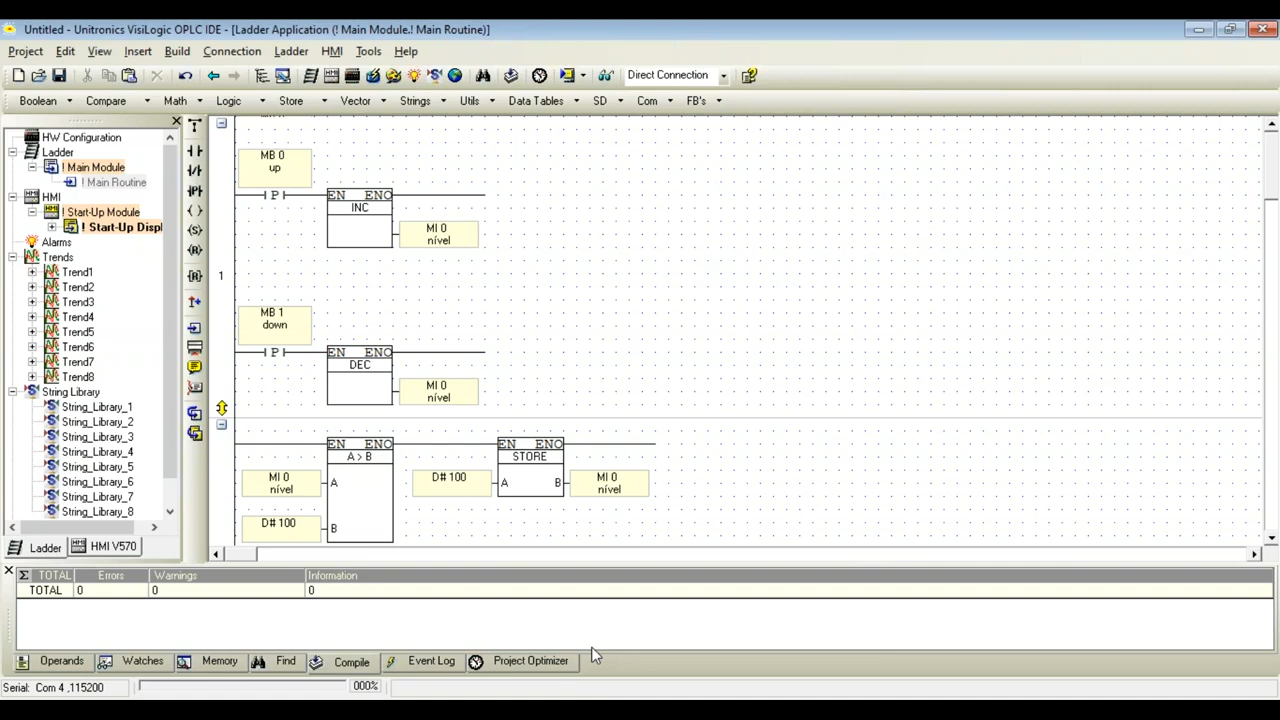 Untitled - Unitronics VisiLogic OPLC IDE - [Ladder Application (! Main Module.! Main Routine)]
Project Edit View Insert Build Connection Ladder HMI Tools Help
Direct Connection
Boolean Compare Math Logic Store Vector Strings Utils Data Tables SD Com FB's
HW Configuration
Ladder
! Main Module
! Main Routine
HMI
! Start-Up Module
! Start-Up Displ
Alarms
Trends
Trend1
Trend2
Trend3
Trend4
Trend5
Trend6
Trend7
Trend8
String Library
String_Library_1
String_Library_2
String_Library_3
String_Library_4
String_Library_5
String_Library_6
String_Library_7
String_Library_8
Ladder HMI V570
MB 0
up
P
EN ENO
INC
MI 0
nível
1
MB 1
down
P
EN ENO
DEC
MI 0
nível
EN ENO
A > B
MI 0
nível
A
D# 100
B
EN ENO
STORE
D# 100
A B
MI 0
nível
Σ TOTAL Errors Warnings Information
TOTAL 0 0 0
Operands Watches Memory Find Compile Event Log Project Optimizer
Serial: Com 4 ,115200 000%